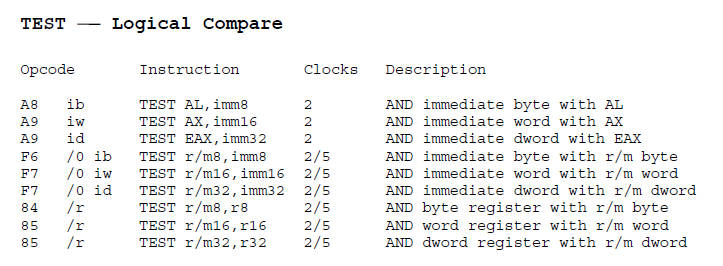 TEST —— Logical Compare
Opcode Instruction Clocks Description
A8 ib TEST AL,imm8 2 AND immediate byte with AL
A9 iw TEST AX,imm16 2 AND immediate word with AX
A9 id TEST EAX,imm32 2 AND immediate dword with EAX
F6 /0 ib TEST r/m8,imm8 2/5 AND immediate byte with r/m byte
F7 /0 iw TEST r/m16,imm16 2/5 AND immediate word with r/m word
F7 /0 id TEST r/m32,imm32 2/5 AND immediate dword with r/m dword
84 /r TEST r/m8,r8 2/5 AND byte register with r/m byte
85 /r TEST r/m16,r16 2/5 AND word register with r/m word
85 /r TEST r/m32,r32 2/5 AND dword register with r/m dword